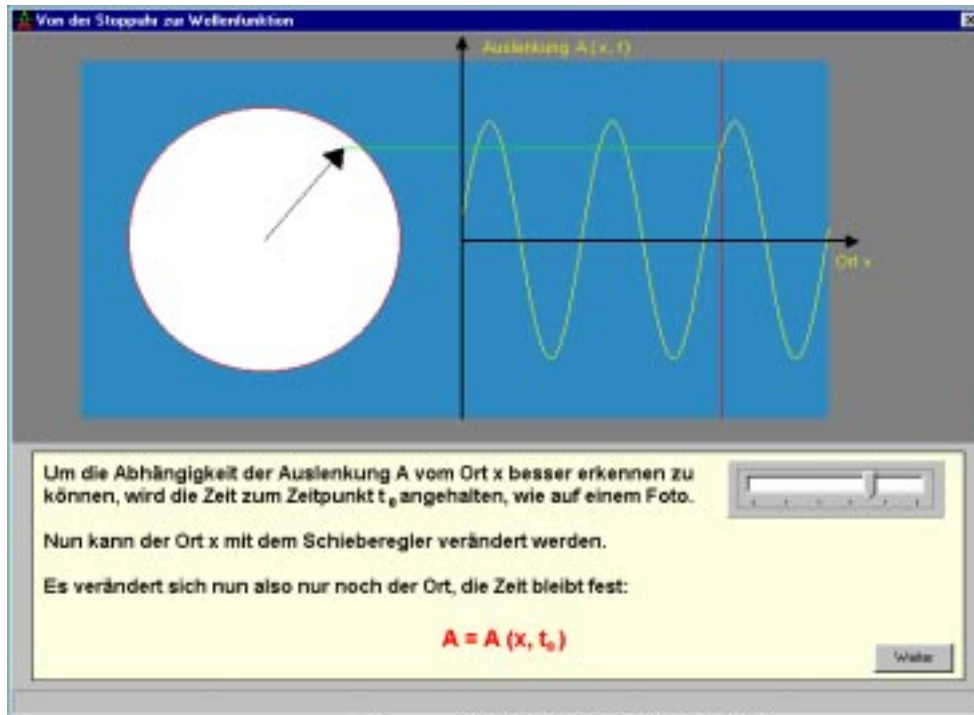 Von der Stoppuhr zur Wellenfunktion
Auslenkung A (x, t)
Ort x
Um die Abhängigkeit der Auslenkung A vom Ort x besser erkennen zu
können, wird die Zeit zum Zeitpunkt t₀ angehalten, wie auf einem Foto.
Nun kann der Ort x mit dem Schieberegler verändert werden.
Es verändert sich nun also nur noch der Ort, die Zeit bleibt fest:
A = A (x, t₀)
Weiter